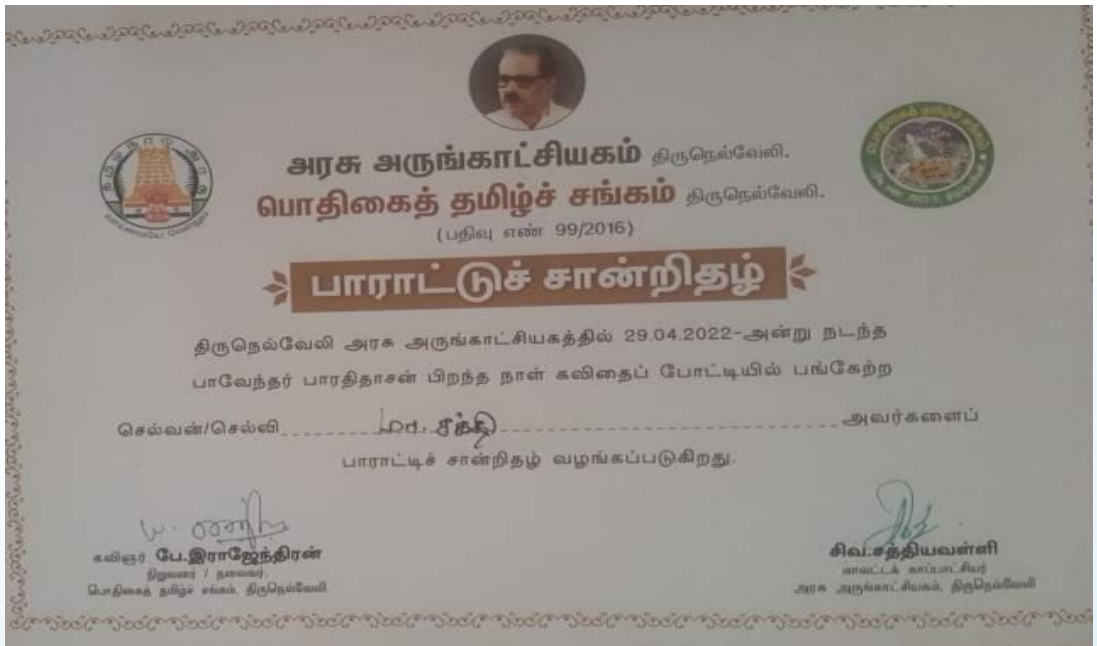 அரசு அருங்காட்சியகம் திருநெல்வேலி.
பொதிகைத் தமிழ்ச் சங்கம் திருநெல்வேலி.
(பதிவு எண் 99/2016)
பாராட்டுச் சான்றிதழ்
திருநெல்வேலி அரசு அருங்காட்சியகத்தில் 29.04.2022-அன்று நடந்த
பாவேந்தர் பாரதிதாசன் பிறந்த நாள் கவிதைப் போட்டியில் பங்கேற்ற
செல்வன்/செல்வி அவர்களைப்
பாராட்டிச் சான்றிதழ் வழங்கப்படுகிறது.
கவிஞர் பே.இராஜேந்திரன்
நிறுவனர் / தலைவர்,
பொதிகைத் தமிழ்ச் சங்கம், திருநெல்வேலி.
சிவ.சத்தியவள்ளி
மாவட்டக் காப்பாட்சியர்
அரசு அருங்காட்சியகம், திருநெல்வேலி